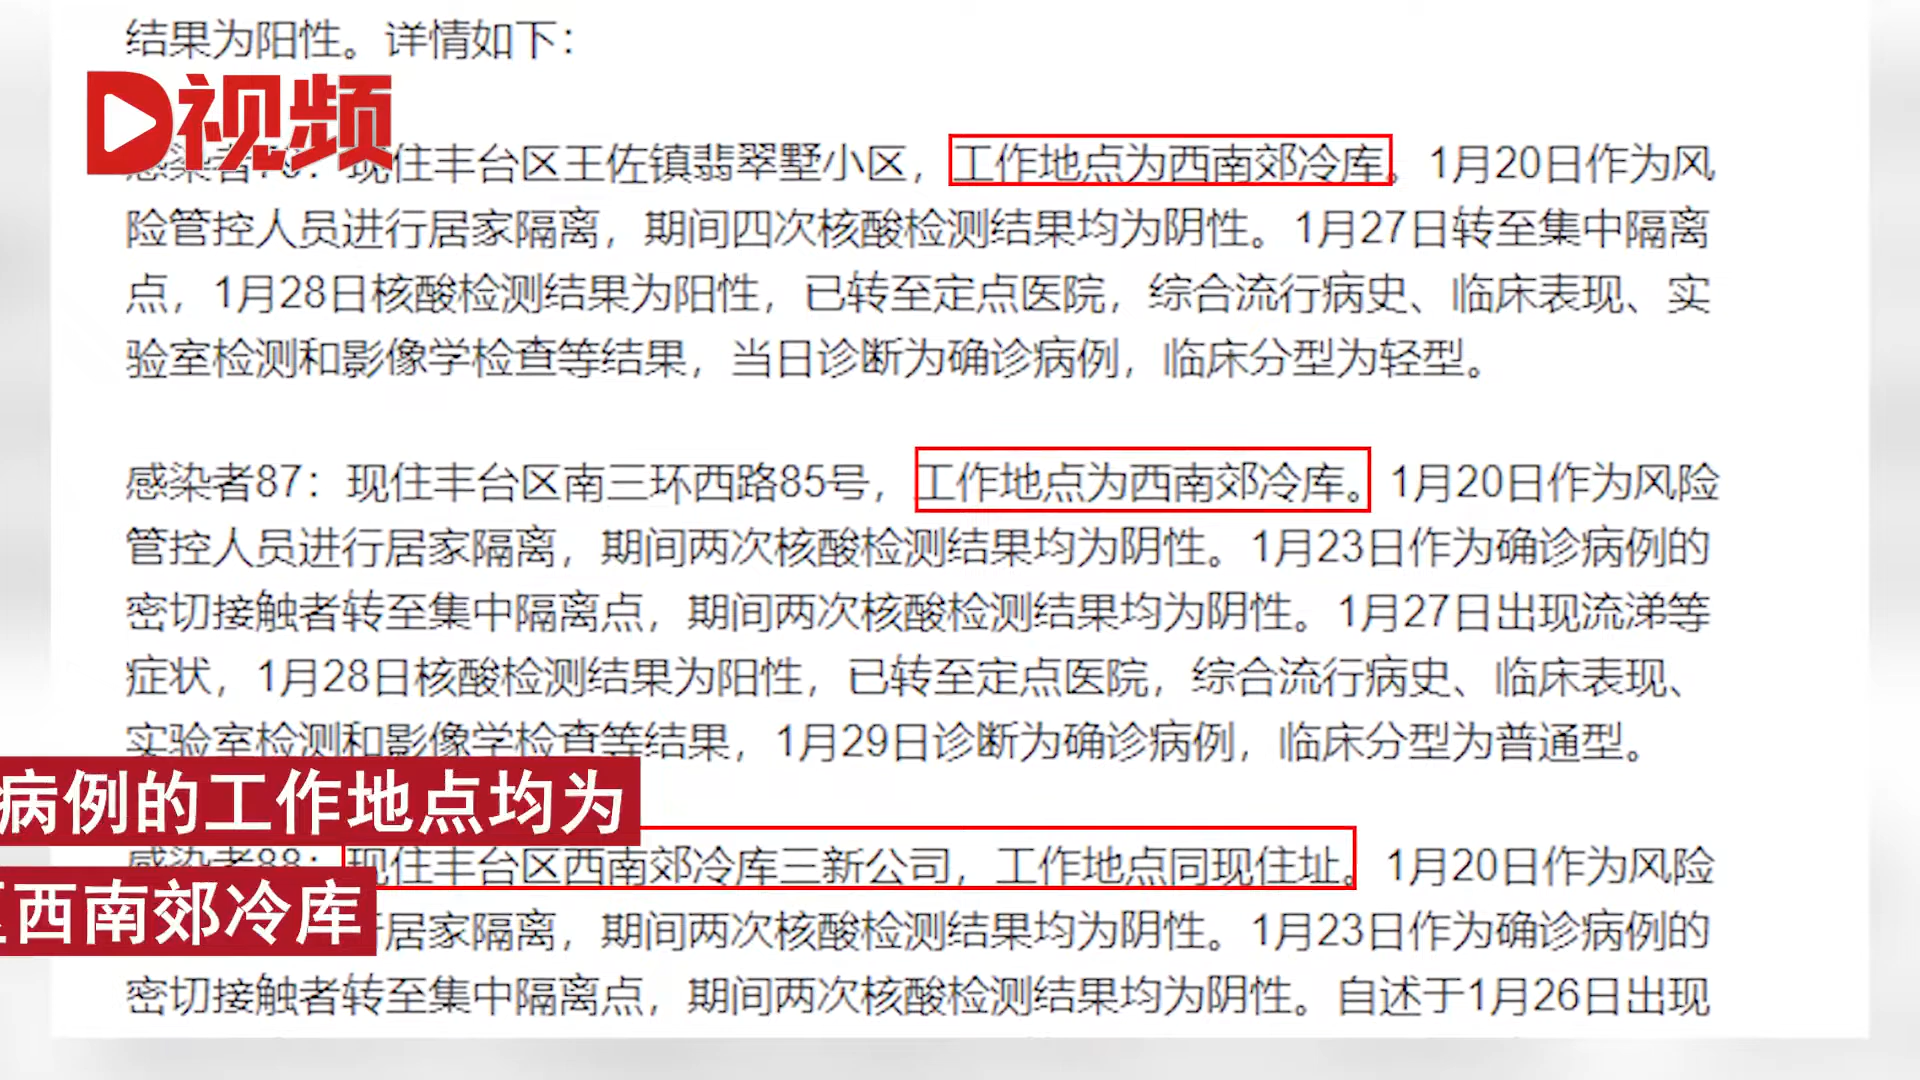 结果为阳性。详情如下：
D视频
现住丰台区王佐镇翡翠墅小区，工作地点为西南郊冷库。1月20日作为风
险管控人员进行居家隔离，期间四次核酸检测结果均为阴性。1月27日转至集中隔离
点，1月28日核酸检测结果为阳性，已转至定点医院，综合流行病史、临床表现、实
验室检测和影像学检查等结果，当日诊断为确诊病例，临床分型为轻型。
感染者87：现住丰台区南三环西路85号，工作地点为西南郊冷库。1月20日作为风险
管控人员进行居家隔离，期间两次核酸检测结果均为阴性。1月23日作为确诊病例的
密切接触者转至集中隔离点，期间两次核酸检测结果均为阴性。1月27日出现流涕等
症状，1月28日核酸检测结果为阳性，已转至定点医院，综合流行病史、临床表现、
实验室检测和影像学检查等结果，1月29日诊断为确诊病例，临床分型为普通型。
病例的工作地点均为
感染者88：现住丰台区西南郊冷库三新公司，工作地点同现住址。1月20日作为风险
西南郊冷库
居家隔离，期间两次核酸检测结果均为阴性。1月23日作为确诊病例的
密切接触者转至集中隔离点，期间两次核酸检测结果均为阴性。自述于1月26日出现